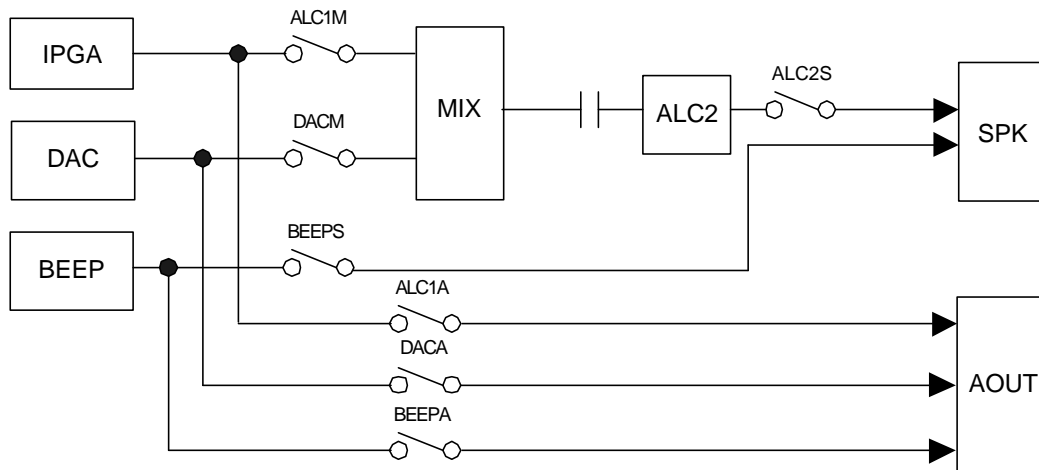 ALC1M
IPGA
MIX
ALC2S
ALC2
SPK
DACM
DAC
BEEPS
BEEP
ALC1A
DACA
AOUT
BEEPA